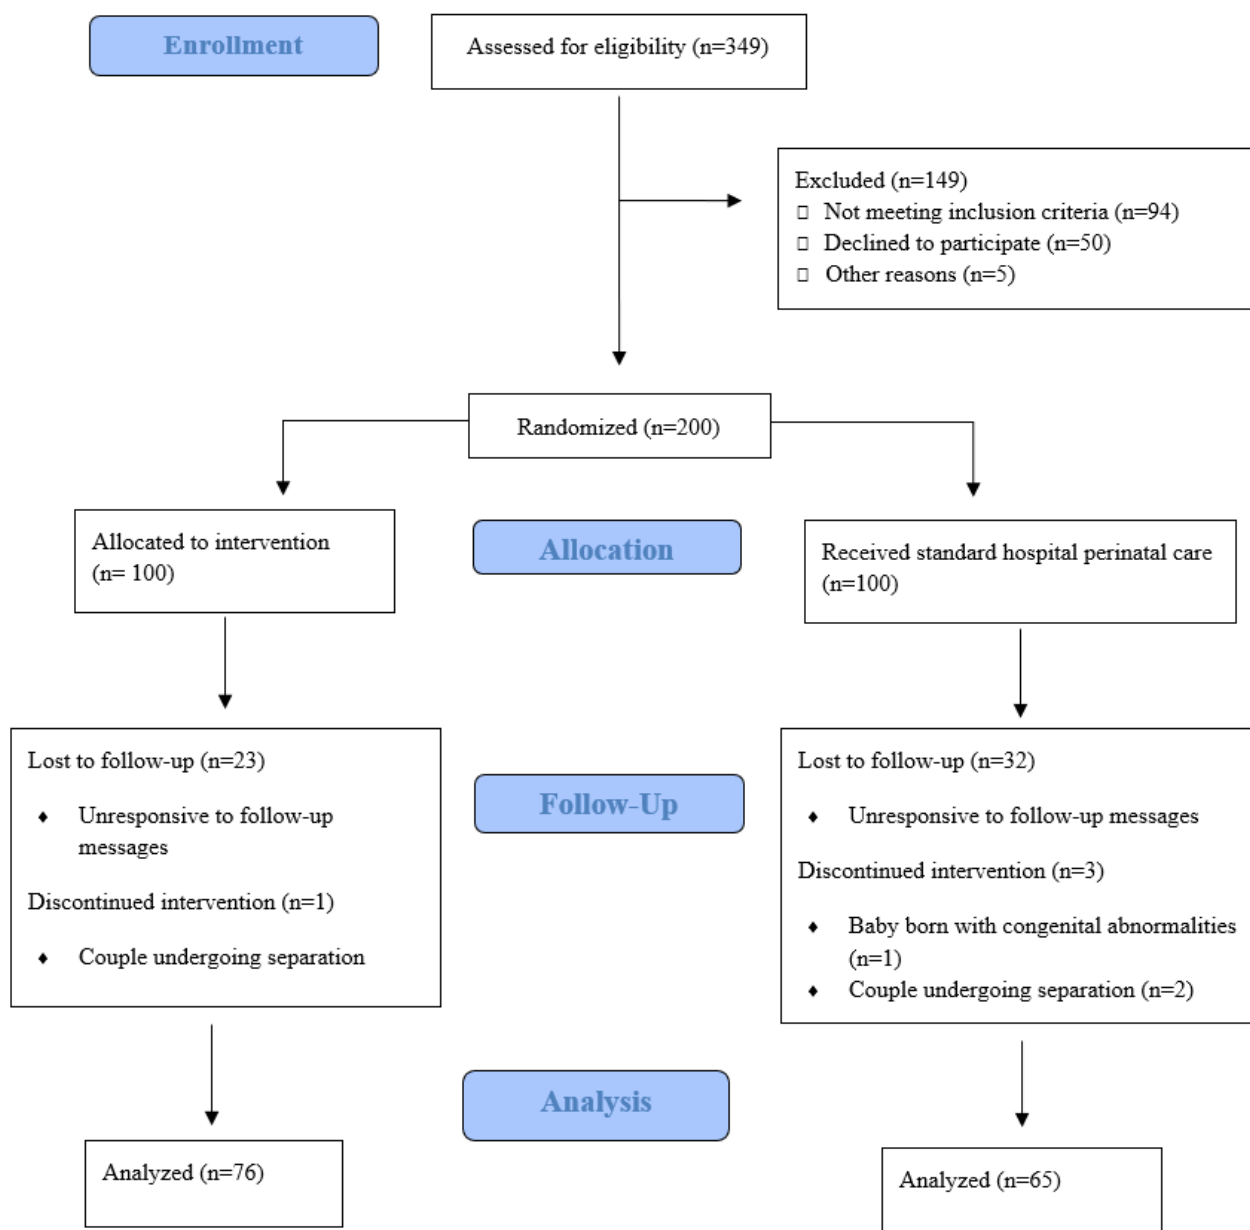 Enrollment
Assessed for eligibility (n=349)
Excluded (n=149)
Not meeting inclusion criteria (n=94)
Declined to participate (n=50)
Other reasons (n=5)
Randomized (n=200)
Allocated to intervention
(n= 100)
Allocation
Received standard hospital perinatal care
(n=100)
Lost to follow-up (n=23)
♦ Unresponsive to follow-up
messages
Discontinued intervention (n=1)
♦ Couple undergoing separation
Follow-Up
Lost to follow-up (n=32)
♦ Unresponsive to follow-up messages
Discontinued intervention (n=3)
♦ Baby born with congenital abnormalities
(n=1)
♦ Couple undergoing separation (n=2)
Analysis
Analyzed (n=76)
Analyzed (n=65)